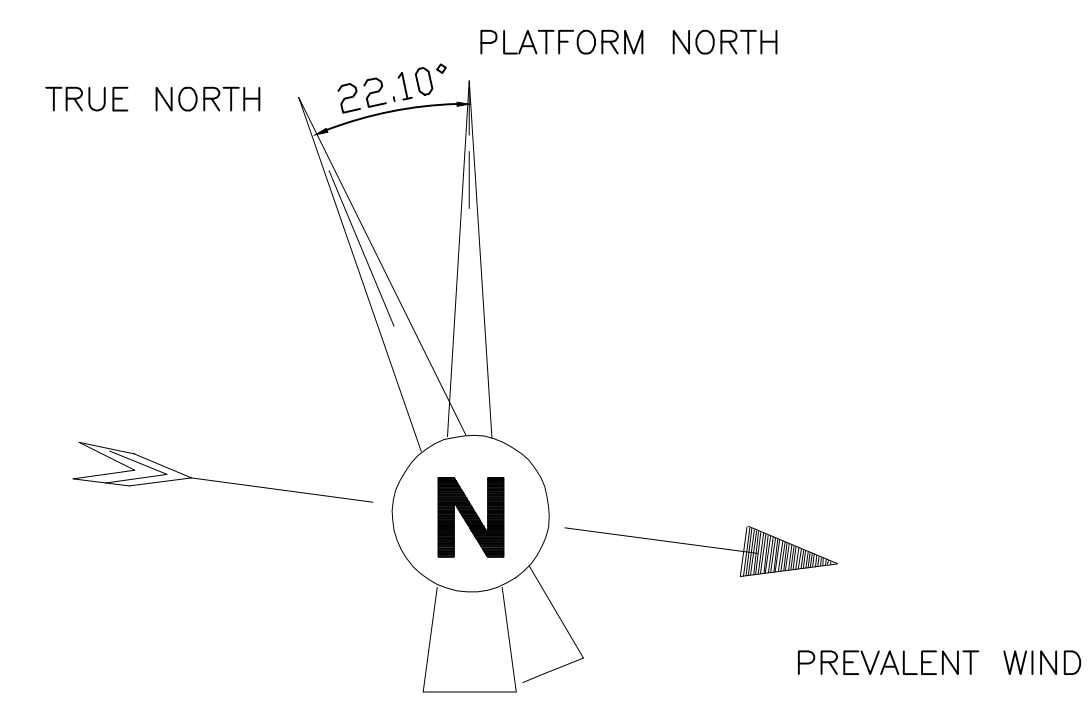 PLATFORM NORTH
TRUE NORTH
22.10°
N
PREVALENT WIND